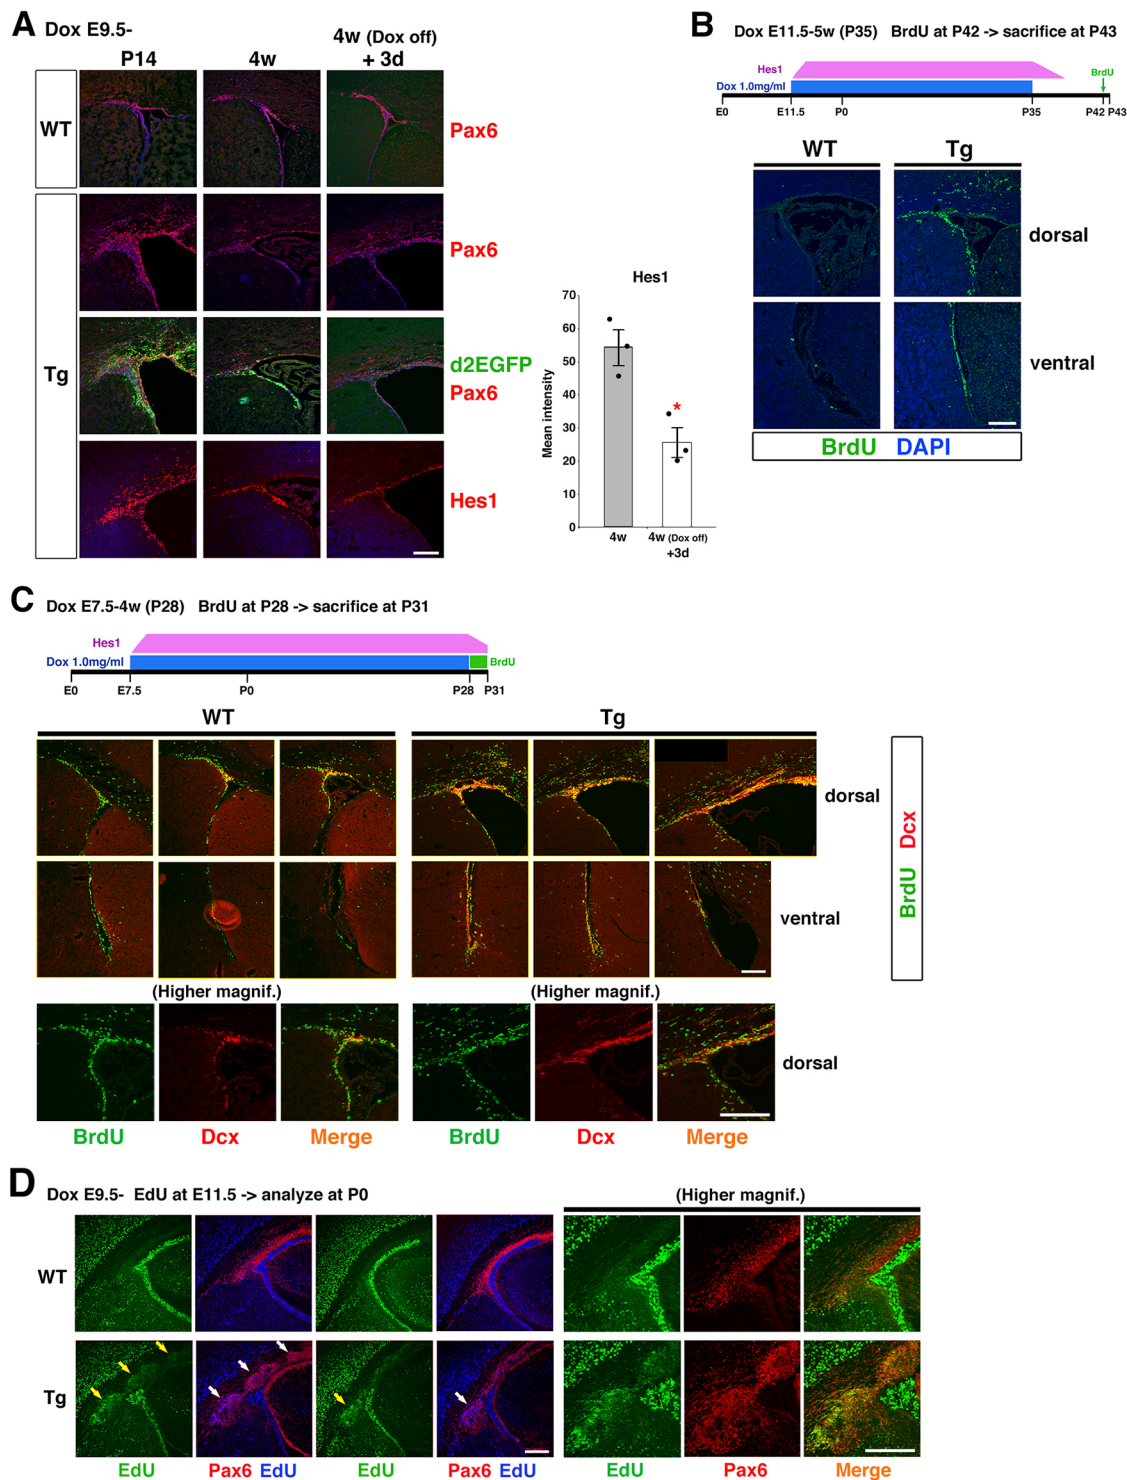 A Dox E9.5-
P14 4w 4w (Dox off) + 3d
WT
Pax6
Tg
Pax6
d2EGFP
Pax6
Hes1
Hes1
Mean intensity
70
60
50
40
30
20
10
0
*
4w 4w (Dox off) +3d
B Dox E11.5-5w (P35) BrdU at P42 -> sacrifice at P43
Hes1
BrdU
Dox 1.0mg/ml
E0 E11.5 P0 P35 P42 P43
WT Tg
dorsal
ventral
BrdU DAPI
C Dox E7.5-4w (P28) BrdU at P28 -> sacrifice at P31
Hes1
Dox 1.0mg/ml BrdU
E0 E7.5 P0 P28 P31
WT Tg
dorsal
ventral
BrdU Dcx
(Higher magnif.) (Higher magnif.)
dorsal
BrdU Dcx Merge BrdU Dcx Merge
D Dox E9.5- EdU at E11.5 -> analyze at P0 (Higher magnif.)
WT
Tg
EdU Pax6 EdU EdU Pax6 EdU EdU Pax6 Merge